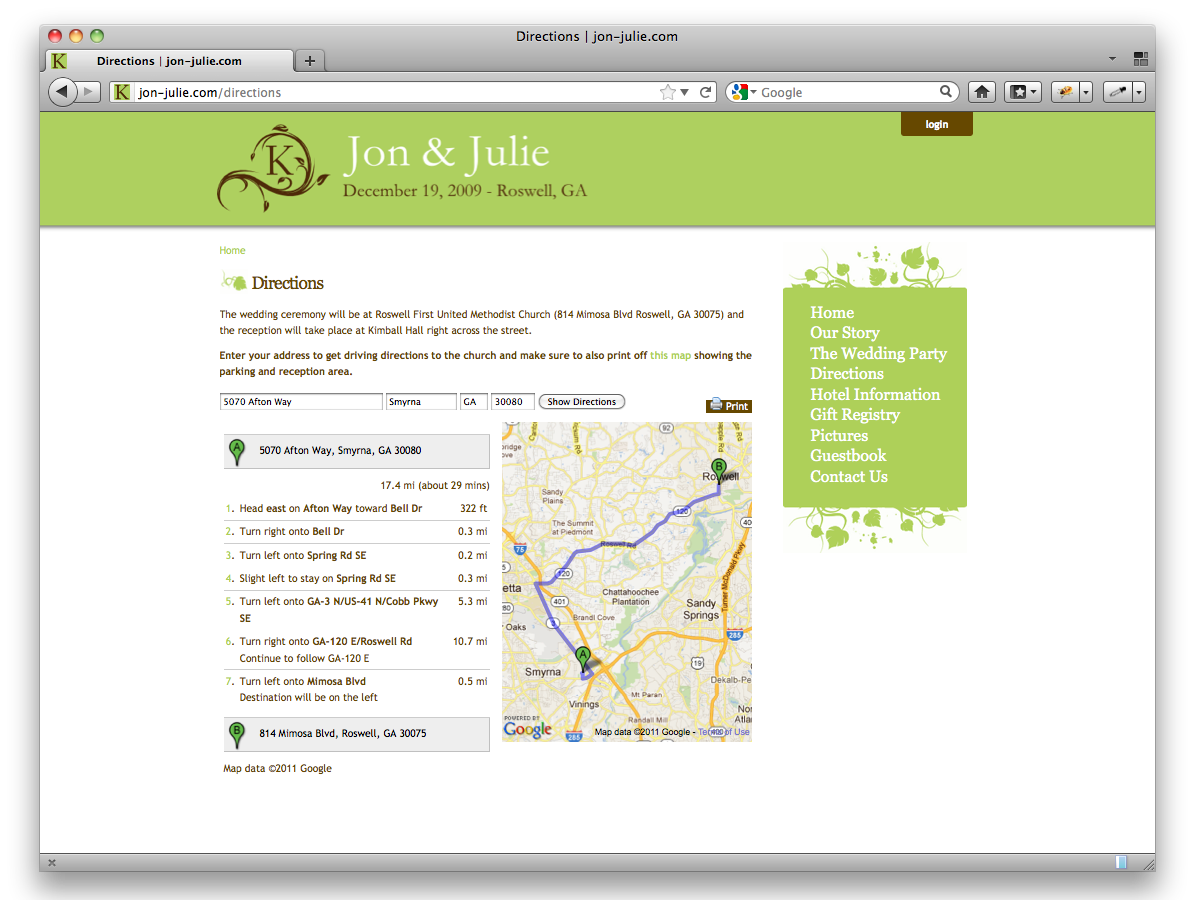 Directions | jon-julie.com
K Directions | jon-julie.com +
K jon-julie.com/directions
Google
login
K
Jon & Julie
December 19, 2009 - Roswell, GA
Home
Directions
The wedding ceremony will be at Roswell First United Methodist Church (814 Mimosa Blvd Roswell, GA 30075) and
the reception will take place at Kimball Hall right across the street.
Enter your address to get driving directions to the church and make sure to also print off this map showing the
parking and reception area.
5070 Afton Way Smyrna GA 30080 Show Directions
Print
A 5070 Afton Way, Smyrna, GA 30080
17.4 mi (about 29 mins)
1. Head east on Afton Way toward Bell Dr 322 ft
2. Turn right onto Bell Dr 0.3 mi
3. Turn left onto Spring Rd SE 0.2 mi
4. Slight left to stay on Spring Rd SE 0.3 mi
5. Turn left onto GA-3 N/US-41 N/Cobb Pkwy 5.3 mi
SE
6. Turn right onto GA-120 E/Roswell Rd 10.7 mi
Continue to follow GA-120 E
7. Turn left onto Mimosa Blvd 0.5 mi
Destination will be on the left
B 814 Mimosa Blvd, Roswell, GA 30075
Map data ©2011 Google
92
B
Roswell
Sandy
Plains
120
The Summit
at Piedmont
75
Roswell Rd
120
etta
401
Chattahoochee
Plantation
Turner McDonald Pkwy
Sandy
Springs
Brandl Cove
Oaks
3
285
A
Smyrna
19
Dekalb-Pe
Mt Paran
Vinings
Randall Mill
POWERED BY
Google
285
Map data ©2011 Google - Terms of Use
400
Home
Our Story
The Wedding Party
Directions
Hotel Information
Gift Registry
Pictures
Guestbook
Contact Us